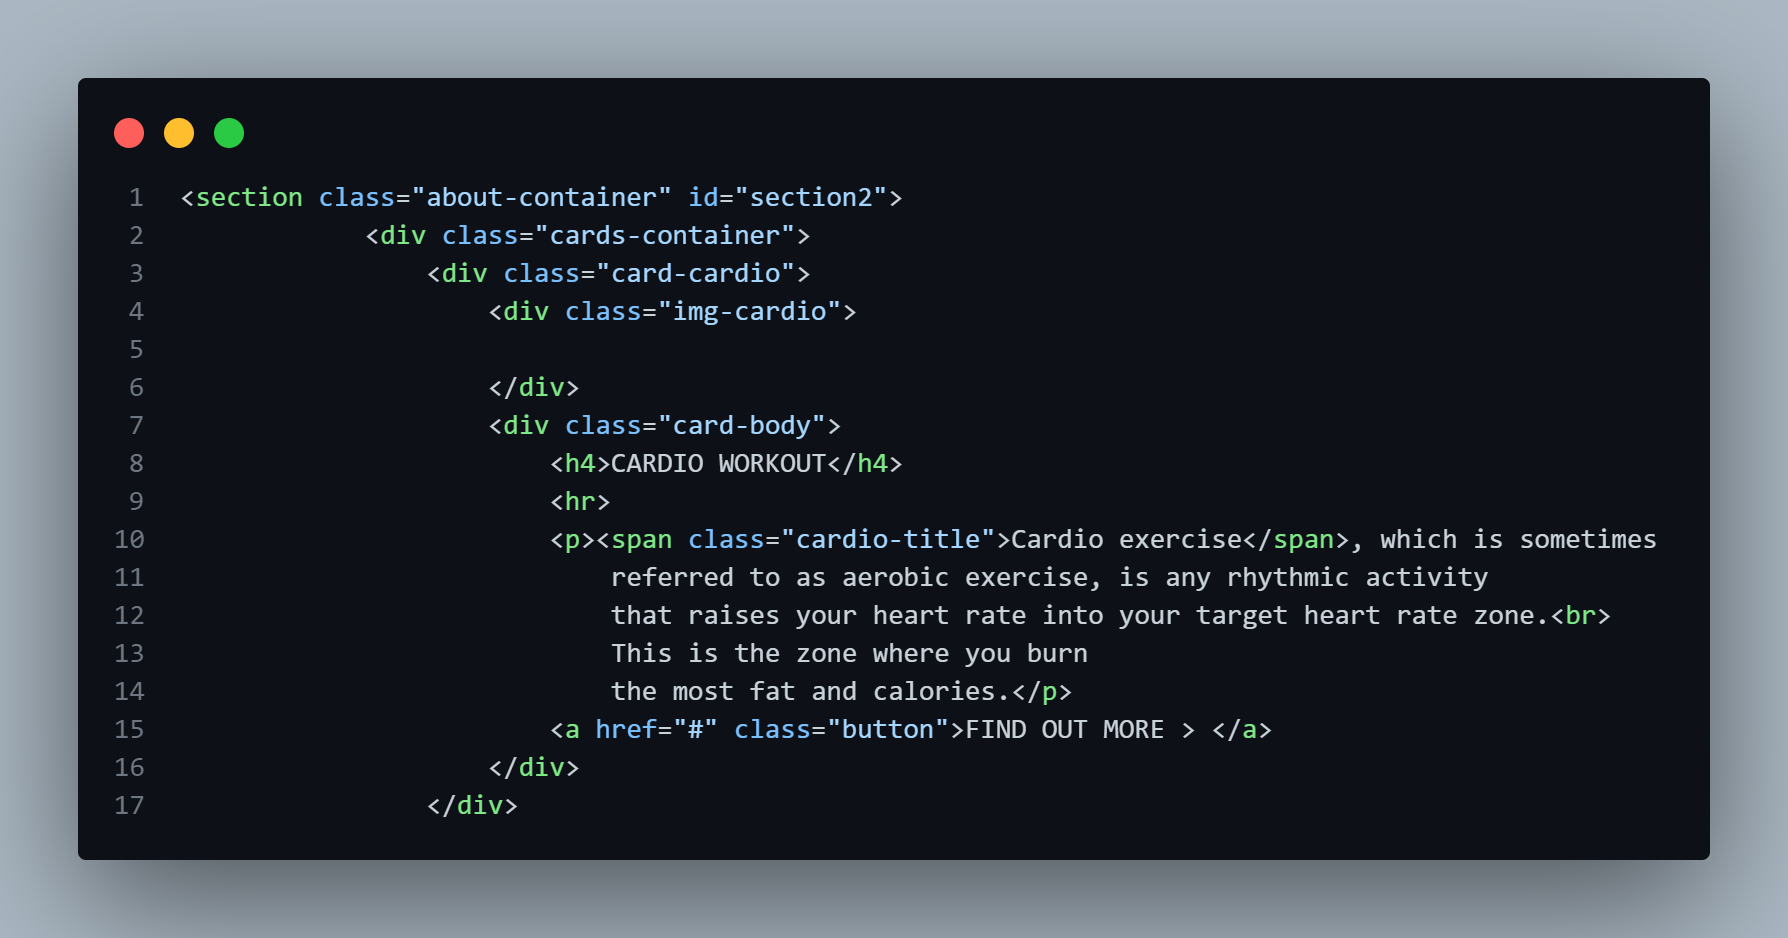 1 <section class="about-container" id="section2">
2             <div class="cards-container">
3                 <div class="card-cardio">
4                     <div class="img-cardio">
5
6                     </div>
7                     <div class="card-body">
8                         <h4>CARDIO WORKOUT</h4>
9                         <hr>
10                         <p><span class="cardio-title">Cardio exercise</span>, which is sometimes
11                             referred to as aerobic exercise, is any rhythmic activity
12                             that raises your heart rate into your target heart rate zone.<br>
13                             This is the zone where you burn
14                             the most fat and calories.</p>
15                         <a href="#" class="button">FIND OUT MORE > </a>
16                     </div>
17                 </div>